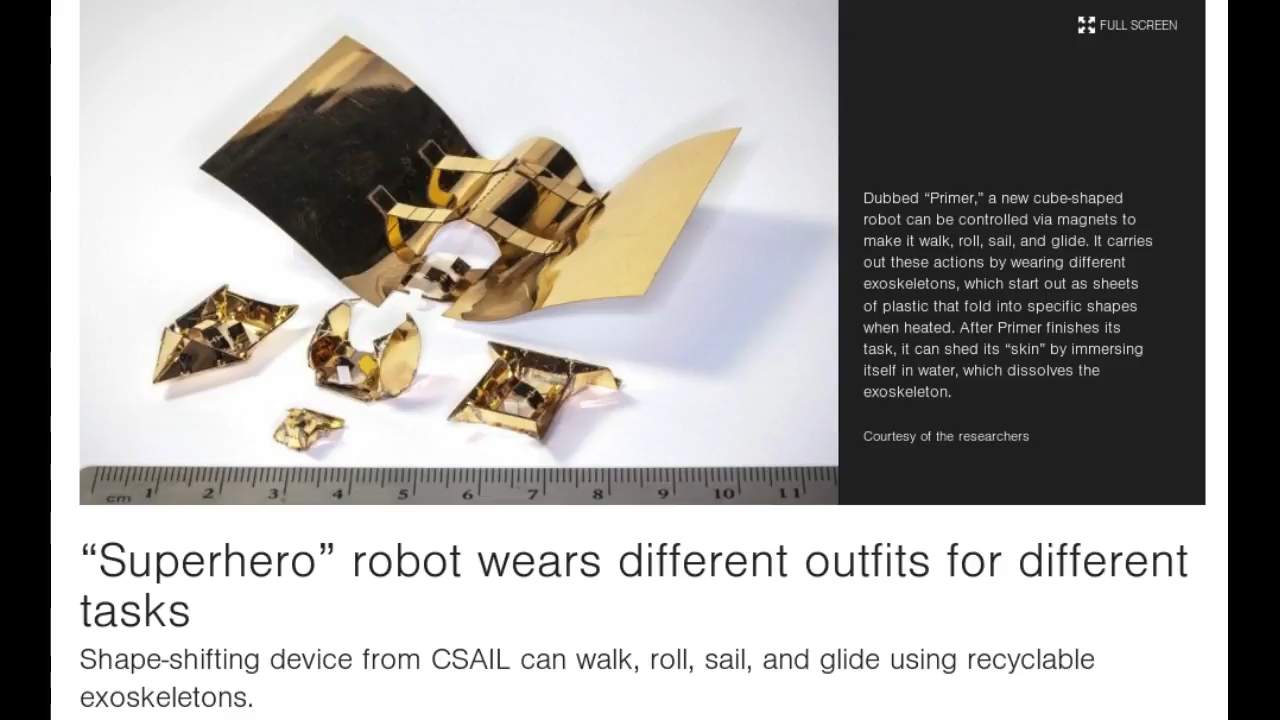 FULL SCREEN
Dubbed “Primer,” a new cube-shaped
robot can be controlled via magnets to
make it walk, roll, sail, and glide. It carries
out these actions by wearing different
exoskeletons, which start out as sheets
of plastic that fold into specific shapes
when heated. After Primer finishes its
task, it can shed its “skin” by immersing
itself in water, which dissolves the
exoskeleton.
Courtesy of the researchers
cm 1 2 3 4 5 6 7 8 9 10 11
“Superhero” robot wears different outfits for different
tasks
Shape-shifting device from CSAIL can walk, roll, sail, and glide using recyclable
exoskeletons.